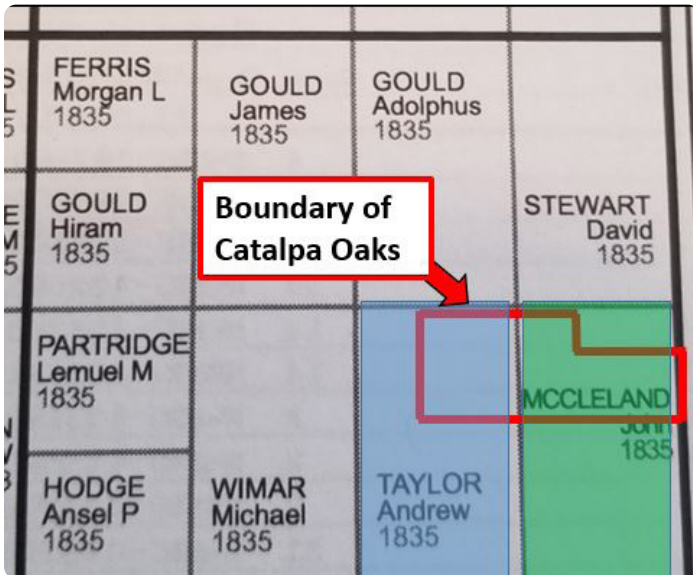 FERRIS
Morgan L
1835
GOULD
James
1835
GOULD
Adolphus
1835
GOULD
Hiram
1835
Boundary of
Catalpa Oaks
STEWART
David
1835
PARTRIDGE
Lemuel M
1835
MCCLELAND
John
1835
HODGE
Ansel P
1835
WIMAR
Michael
1835
TAYLOR
Andrew
1835